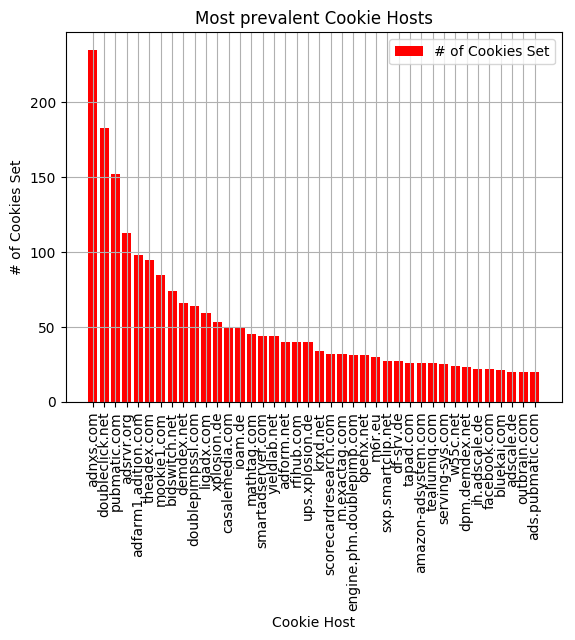 Most prevalent Cookie Hosts
# of Cookies Set
# of Cookies Set
200
150
100
50
0
adnxs.com
doubleclick.net
pubmatic.com
adsrvr.org
adfarm1.adition.com
theadex.com
mookie1.com
bidswitch.net
demdex.net
doublepimpssl.com
ligadx.com
xplosion.de
casalemedia.com
ioam.de
mathtag.com
smartadserver.com
yieldlab.net
adform.net
rfihub.com
ups.xplosion.de
krxd.net
scorecardresearch.com
m.exactag.com
engine.phn.doublepimp.com
openx.net
m6r.eu
sxp.smartclip.net
df-srv.de
tapad.com
amazon-adsystem.com
tealiumiq.com
serving-sys.com
w55c.net
dpm.demdex.net
ih.adscale.de
facebook.com
bluekai.com
adscale.de
outbrain.com
ads.pubmatic.com
Cookie Host